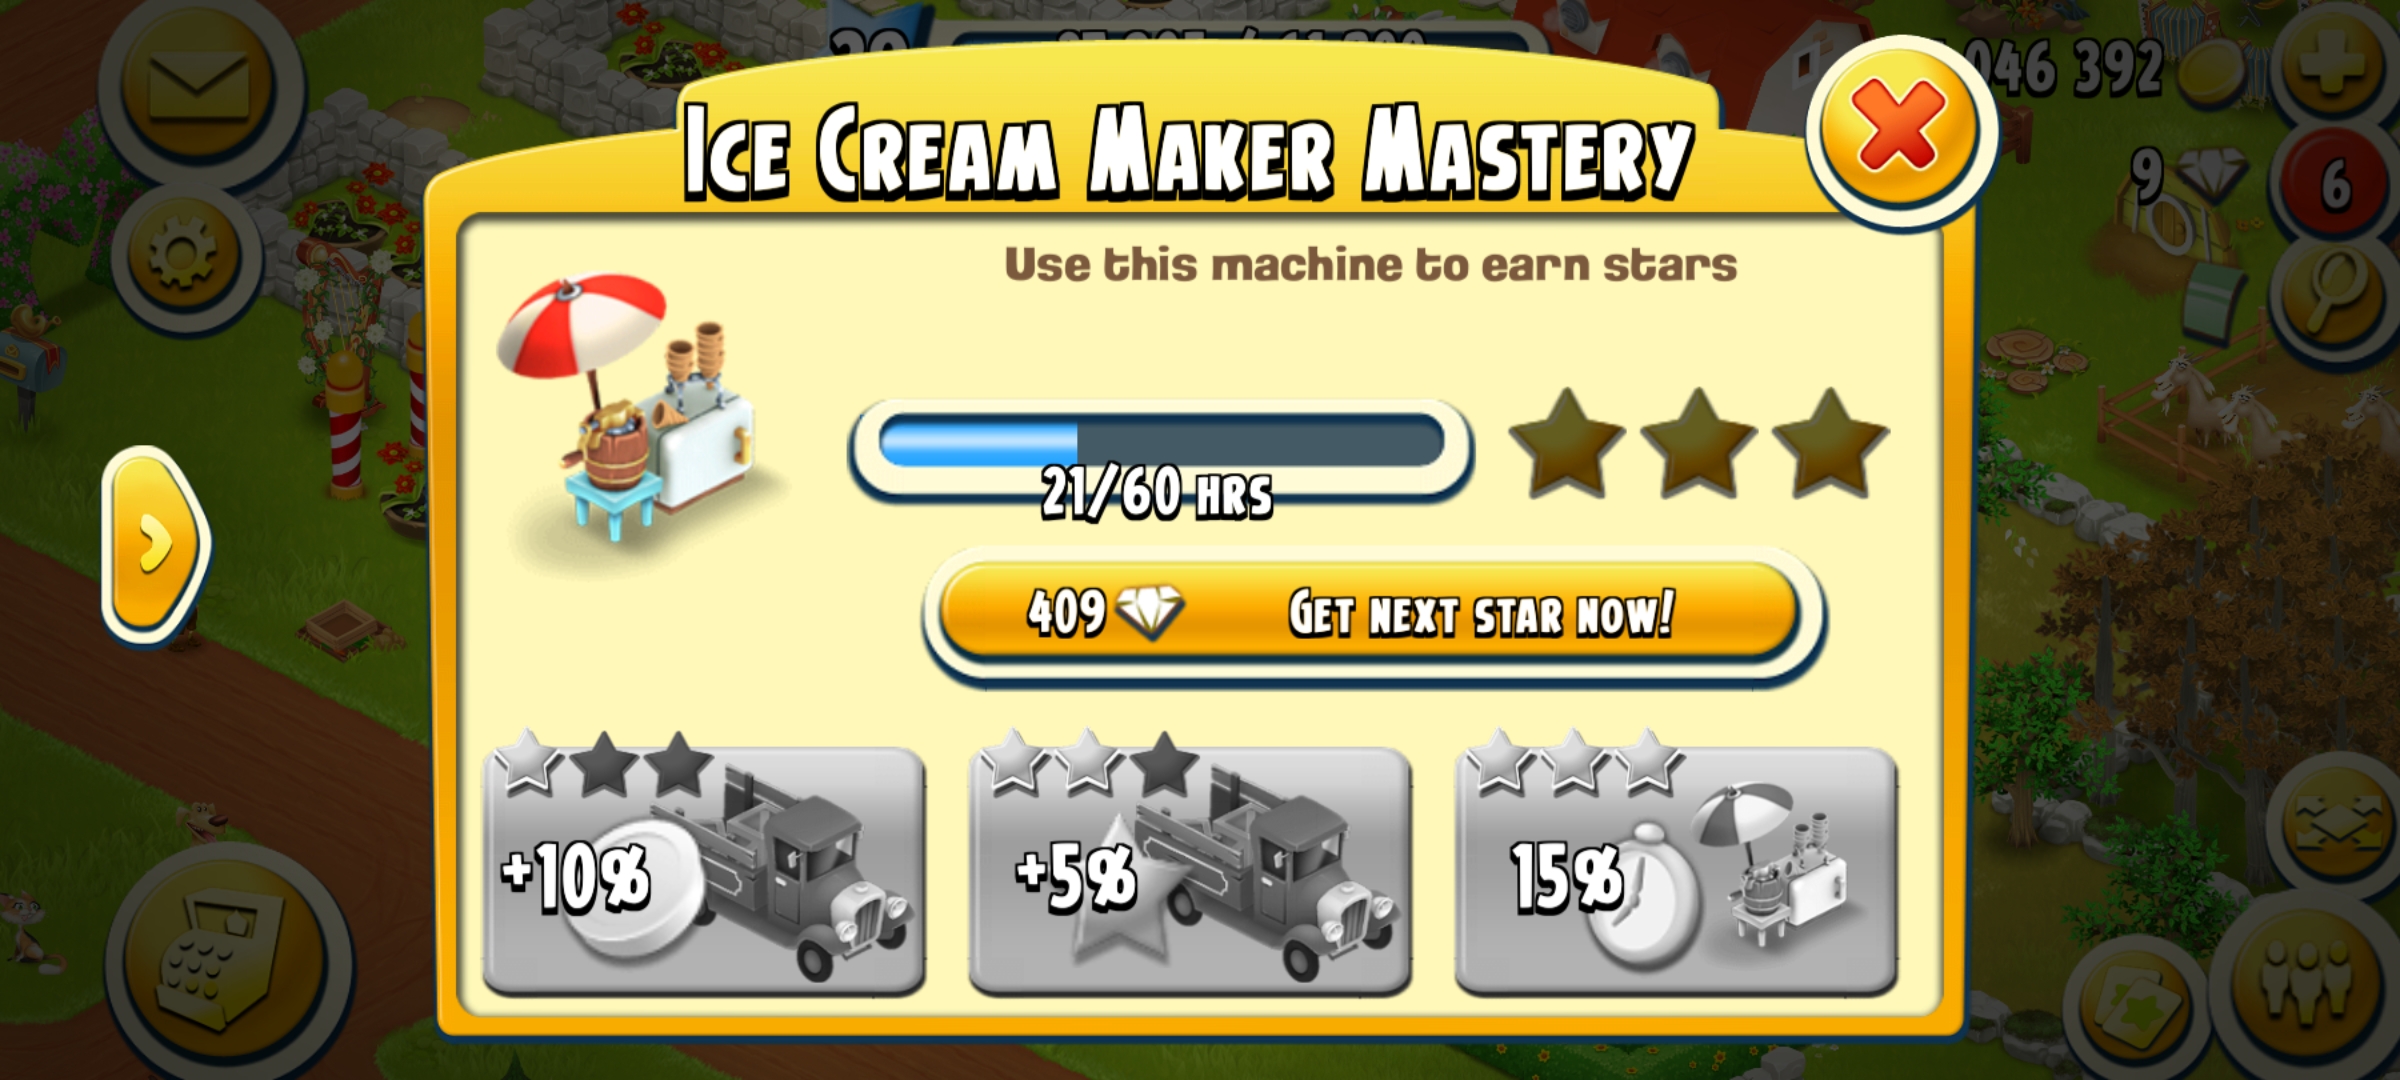 ICE CREAM MAKER MASTERY
046 392
9
6
Use this machine to earn stars
21/60 HRS
409 GET NEXT STAR NOW!
+10%
+5%
15%